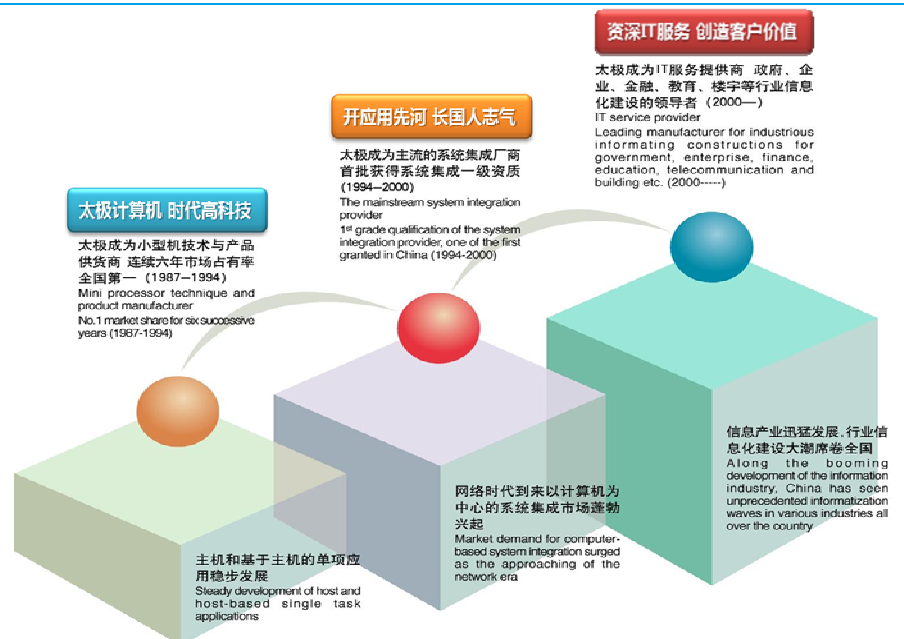 太极计算机 时代高科技
太极成为小型机技术与产品
供货商 连续六年市场占有率
全国第一（1987–1994）
Mini processor technique and
product manufacturer
No.1 market share for six successive
years (1987-1994)
开应用先河 长国人志气
太极成为主流的系统集成厂商
首批获得系统集成一级资质
(1994–2000)
The mainstream system integration
provider
1st grade qualification of the system
integration provider, one of the first
granted in China (1994-2000)
资深IT服务 创造客户价值
太极成为IT服务提供商 政府、企
业、金融、教育、楼宇等行业信息
化建设的领导者（2000—）
IT service provider
Leading manufacturer for industrious
informating constructions for
government, enterprise, finance,
education, telecommunication and
building etc. (2000-----)
主机和基于主机的单项应
用稳步发展
Steady development of host and
host-based single task
applications
网络时代到来以计算机为
中心的系统集成市场蓬勃
兴起
Market demand for computer-
based system integration surged
as the approaching of the
network era
信息产业迅猛发展,行业信
息化建设大潮席卷全国
Along the booming
development of the information
industry, China has seen
unprecedented informatization
waves in various industries all
over the country